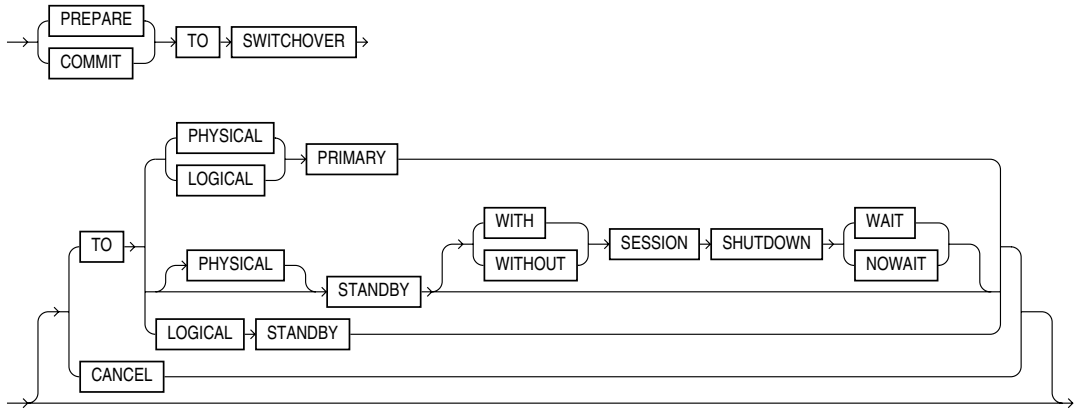 PREPARE
COMMIT
TO SWITCHOVER
PHYSICAL
LOGICAL
PRIMARY
TO
WITH
WITHOUT
SESSION SHUTDOWN
WAIT
NOWAIT
PHYSICAL
STANDBY
LOGICAL STANDBY
CANCEL